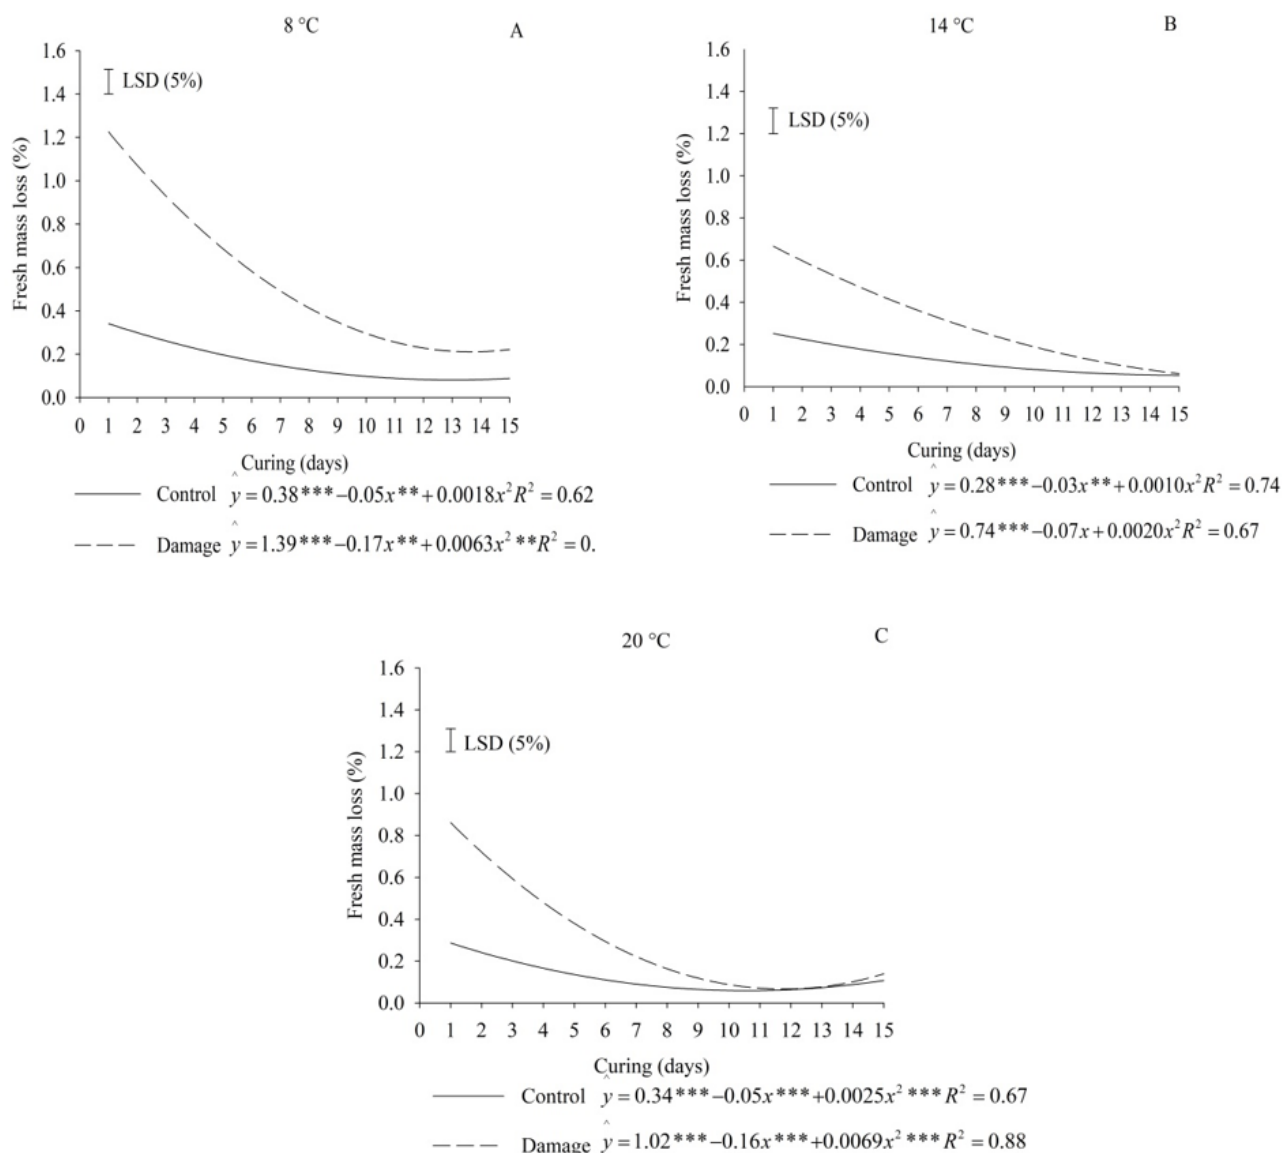 8 °C
A
1.6
LSD (5%)
1.4
1.2
1.0
0.8
0.6
0.4
0.2
0.0
Fresh mass loss (%)
0 1 2 3 4 5 6 7 8 9 10 11 12 13 14 15
Curing (days)
Control ŷ = 0.38***−0.05x**+0.0018x² R² = 0.62
Damage ŷ = 1.39***−0.17x**+0.0063x² **R² = 0.
14 °C
B
1.6
1.4
LSD (5%)
1.2
1.0
0.8
0.6
0.4
0.2
0.0
Fresh mass loss (%)
0 1 2 3 4 5 6 7 8 9 10 11 12 13 14 15
Curing (days)
Control ŷ = 0.28***−0.03x**+0.0010x² R² = 0.74
Damage ŷ = 0.74***−0.07x+0.0020x² R² = 0.67
20 °C
C
1.6
1.4
LSD (5%)
1.2
1.0
0.8
0.6
0.4
0.2
0.0
Fresh mass loss (%)
0 1 2 3 4 5 6 7 8 9 10 11 12 13 14 15
Curing (days)
Control ŷ = 0.34***−0.05x***+0.0025x² ***R² = 0.67
Damage ŷ = 1.02***−0.16x***+0.0069x² ***R² = 0.88